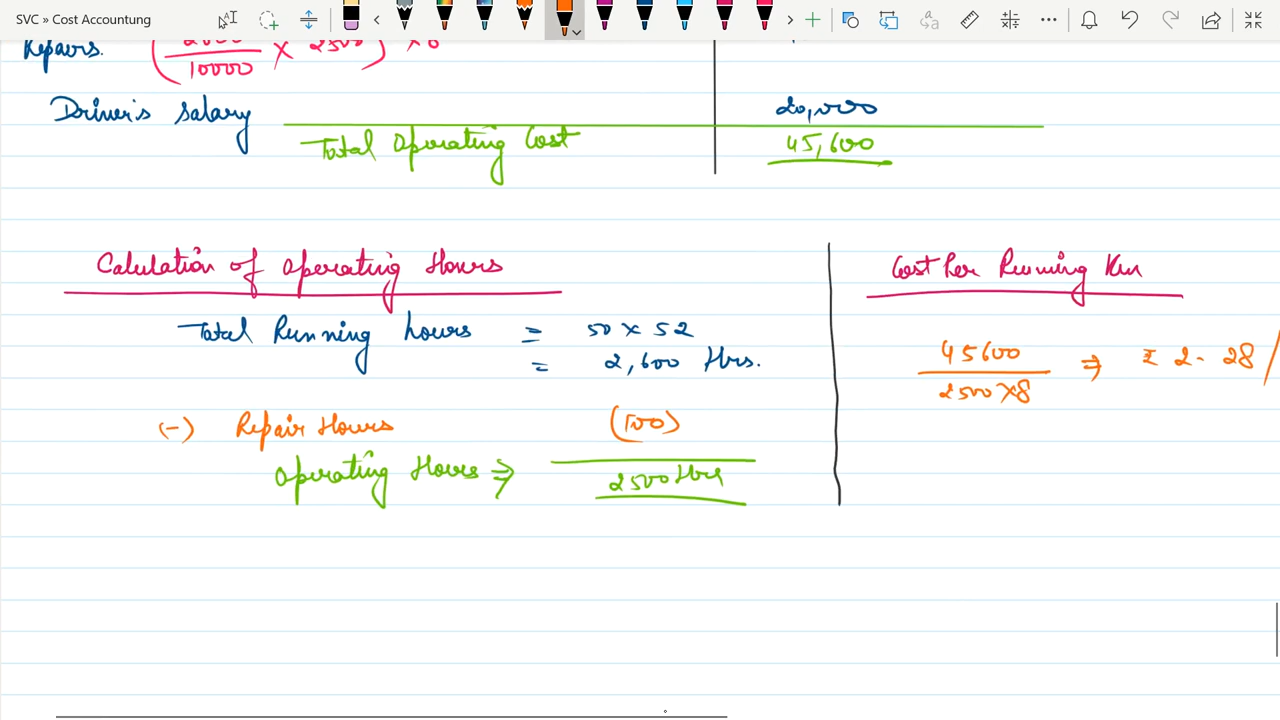 SVC » Cost Accountung
Repairs. ( /10000 × 2500) × 8
Driver's Salary 20,000
Total Operating Cost 45,600
Calculation of Operating Hours
Total Running hours = 50 × 52
= 2,600 Hrs.
(-) Repair Hours (100)
Operating Hours ⇒ 2500 Hrs
Cost Per Running Km
45600 / 2500×8 ⇒ ₹ 2.28 /